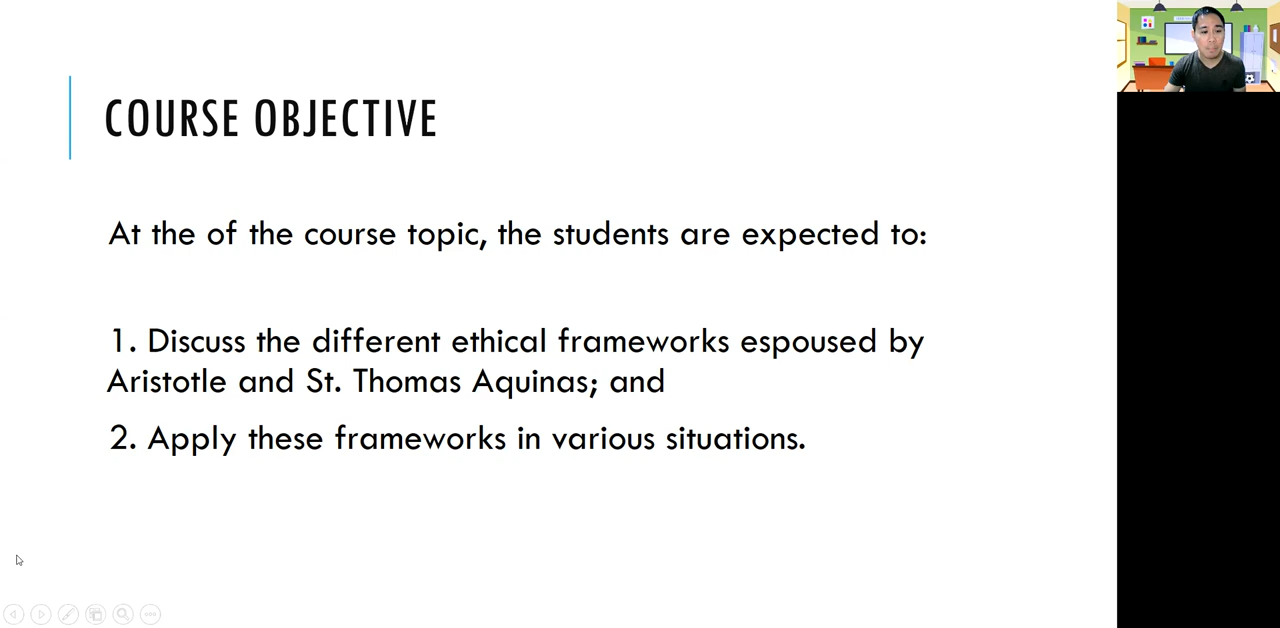 COURSE OBJECTIVE
At the of the course topic, the students are expected to:
1. Discuss the different ethical frameworks espoused by
Aristotle and St. Thomas Aquinas; and
2. Apply these frameworks in various situations.